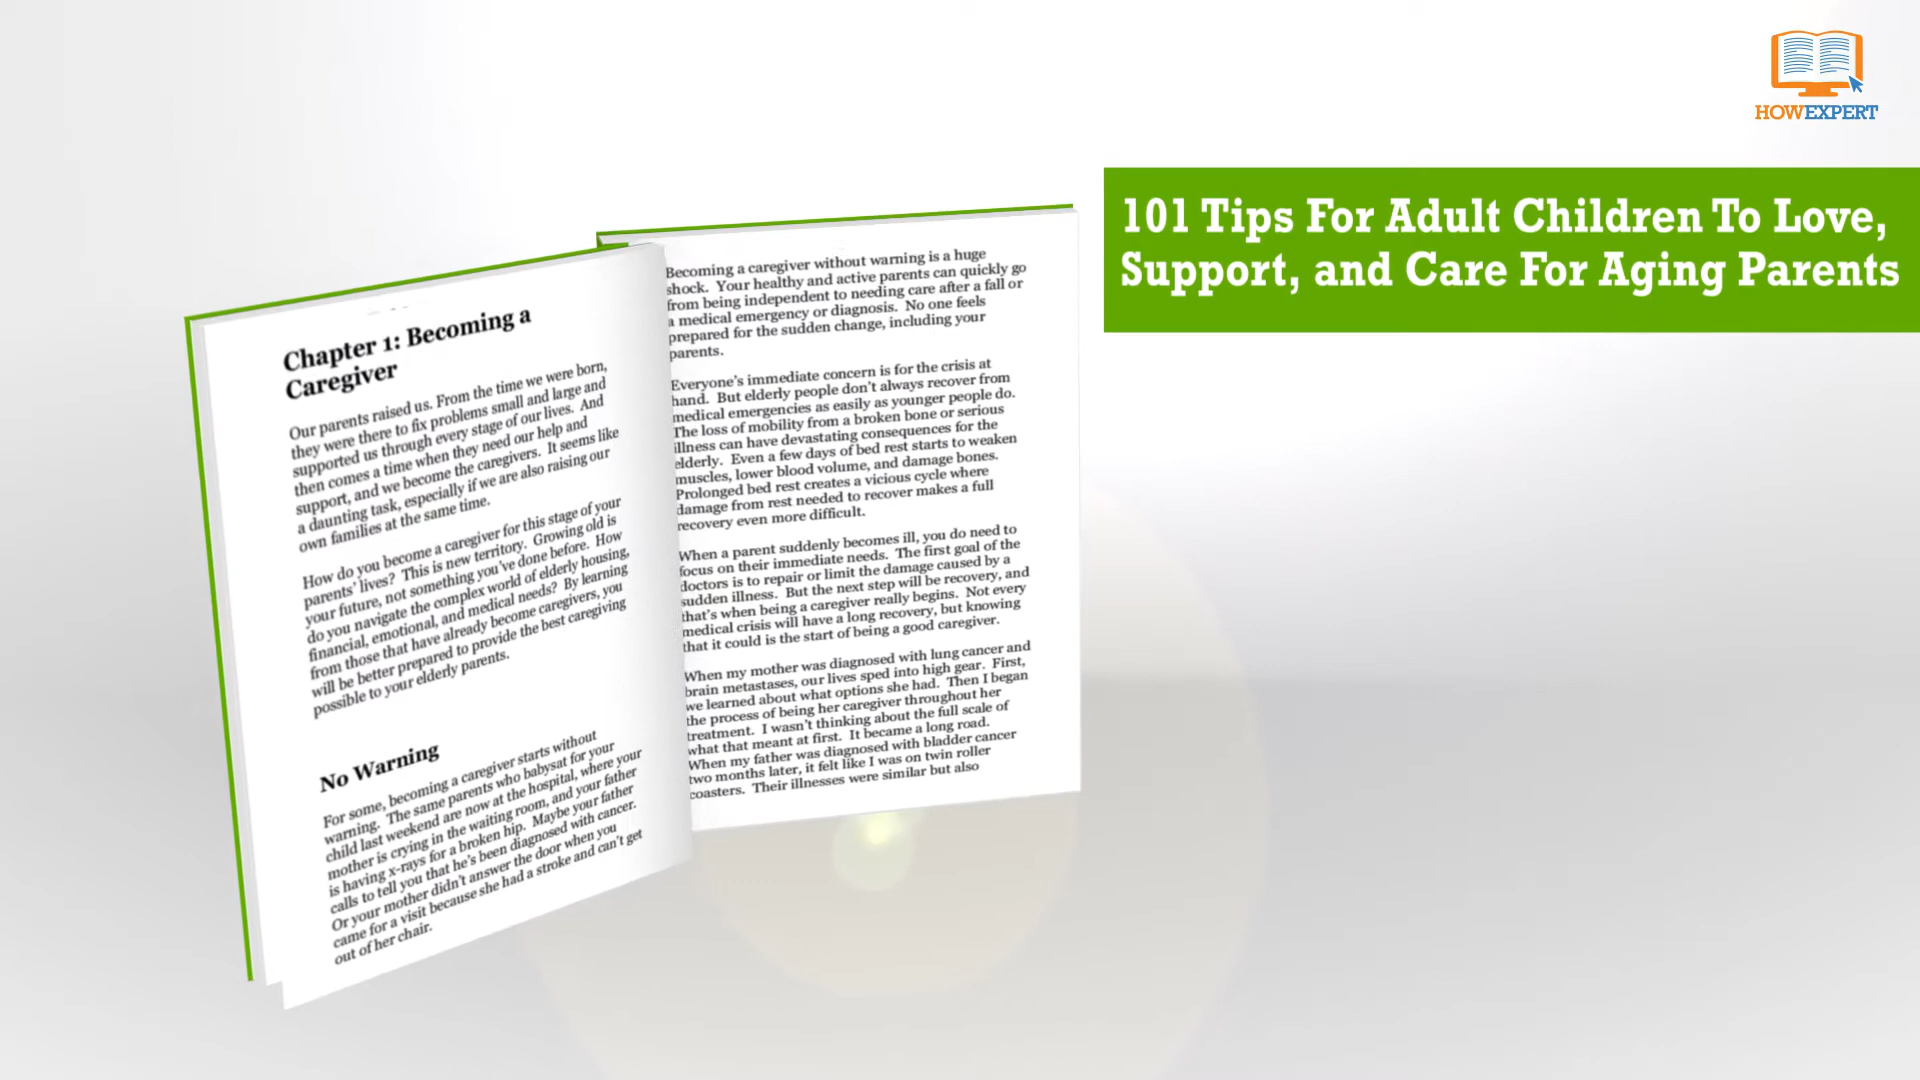 Chapter 1: Becoming a
Caregiver
Our parents raised us. From the time we were born,
they were there to fix problems small and large and
supported us through every stage of our lives. And
then comes a time when they need our help and
support, and we become the caregivers. It seems like
a daunting task, especially if we are also raising our
own families at the same time.
How do you become a caregiver for this stage of your
parents' lives? This is new territory. Growing old is
your future, not something you've done before. How
do you navigate the complex world of elderly housing,
financial, emotional, and medical needs? By learning
from those that have already become caregivers, you
will be better prepared to provide the best caregiving
possible to your elderly parents.
No Warning
For some, becoming a caregiver starts without
warning. The same parents who babysat for your
child last weekend are now at the hospital, where your
mother is crying in the waiting room, and your father
is having x-rays for a broken hip. Maybe your father
calls to tell you that he's been diagnosed with cancer.
Or your mother didn't answer the door when you
came for a visit because she had a stroke and can't get
out of her chair.
Becoming a caregiver without warning is a huge
shock. Your healthy and active parents can quickly go
from being independent to needing care after a fall or
a medical emergency or diagnosis. No one feels
prepared for the sudden change, including your
parents.
Everyone's immediate concern is for the crisis at
hand. But elderly people don't always recover from
medical emergencies as easily as younger people do.
The loss of mobility from a broken bone or serious
illness can have devastating consequences for the
elderly. Even a few days of bed rest starts to weaken
muscles, lower blood volume, and damage bones.
Prolonged bed rest creates a vicious cycle where
damage from rest needed to recover makes a full
recovery even more difficult.
When a parent suddenly becomes ill, you do need to
focus on their immediate needs. The first goal of the
doctors is to repair or limit the damage caused by a
sudden illness. But the next step will be recovery, and
that's when being a caregiver really begins. Not every
medical crisis will have a long recovery, but knowing
that it could is the start of being a good caregiver.
When my mother was diagnosed with lung cancer and
brain metastases, our lives sped into high gear. First,
we learned about what options she had. Then I began
the process of being her caregiver throughout her
treatment. I wasn't thinking about the full scale of
what that meant at first. It became a long road.
When my father was diagnosed with bladder cancer
two months later, it felt like I was on twin roller
coasters. Their illnesses were similar but also
HOWEXPERT
101 Tips For Adult Children To Love,
Support, and Care For Aging Parents